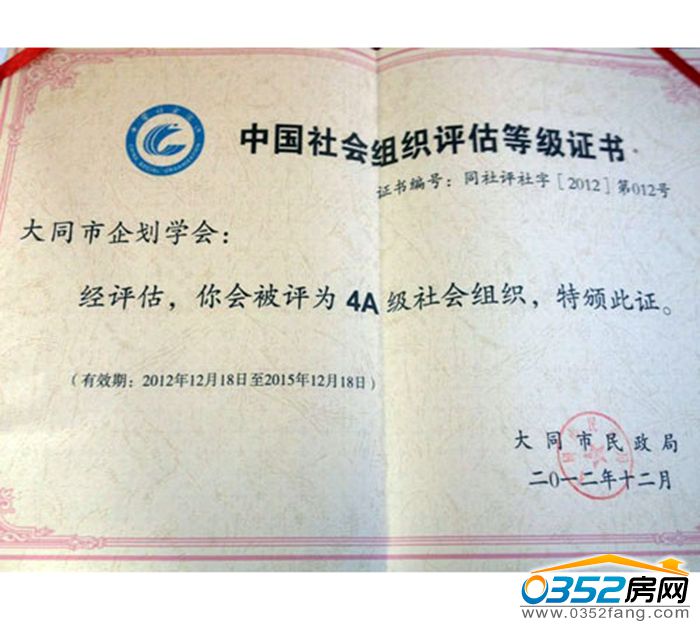 中国社会组织评估等级证书
证书编号：同社评社字［2012］第012号
大同市企划学会：
经评估，你会被评为 4A 级社会组织，特颁此证。
（有效期：2012年12月18日至2015年12月18日）
大同市民政局
二〇一二年十二月
0352房网
www.0352fang.com